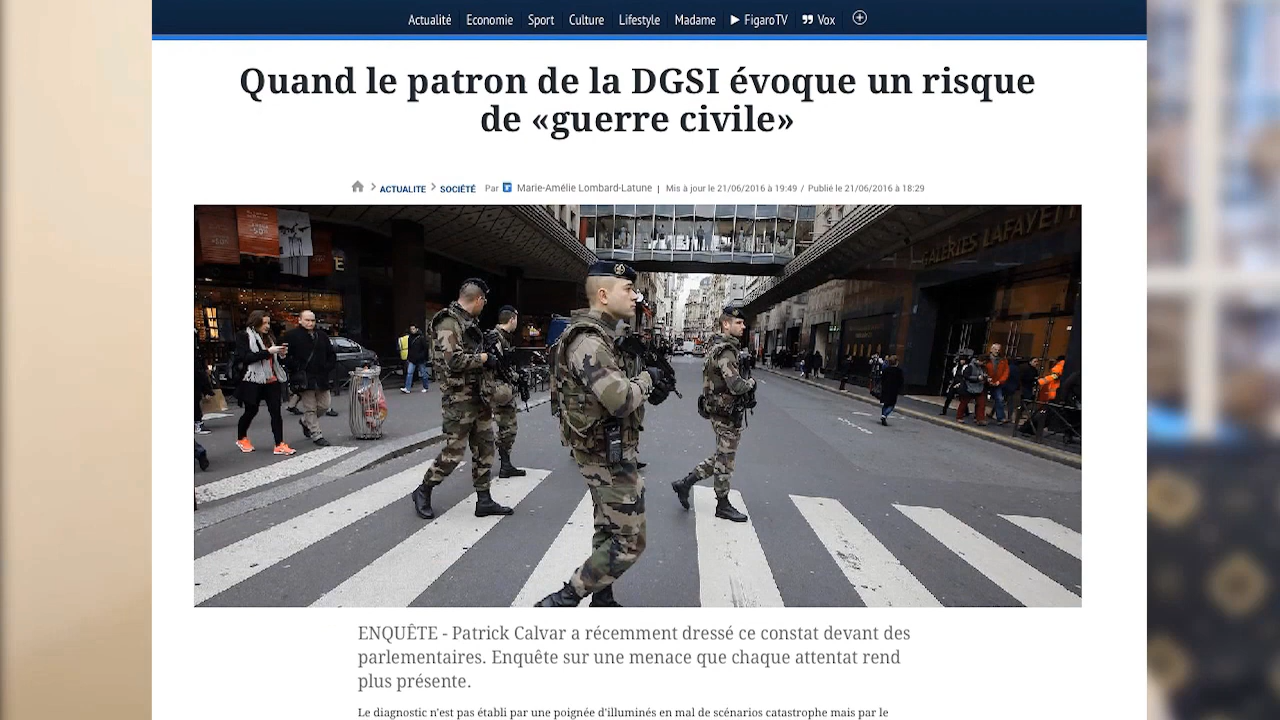 Actualité Economie Sport Culture Lifestyle Madame FigaroTV Vox
Quand le patron de la DGSI évoque un risque
de «guerre civile»
ACTUALITE SOCIÉTÉ Par Marie-Amélie Lombard-Latune | Mis à jour le 21/06/2016 à 19:49 / Publié le 21/06/2016 à 18:29
GALERIES LAFAYETTE
ENQUÊTE - Patrick Calvar a récemment dressé ce constat devant des
parlementaires. Enquête sur une menace que chaque attentat rend
plus présente.
Le diagnostic n'est pas établi par une poignée d'illuminés en mal de scénarios catastrophe mais par le